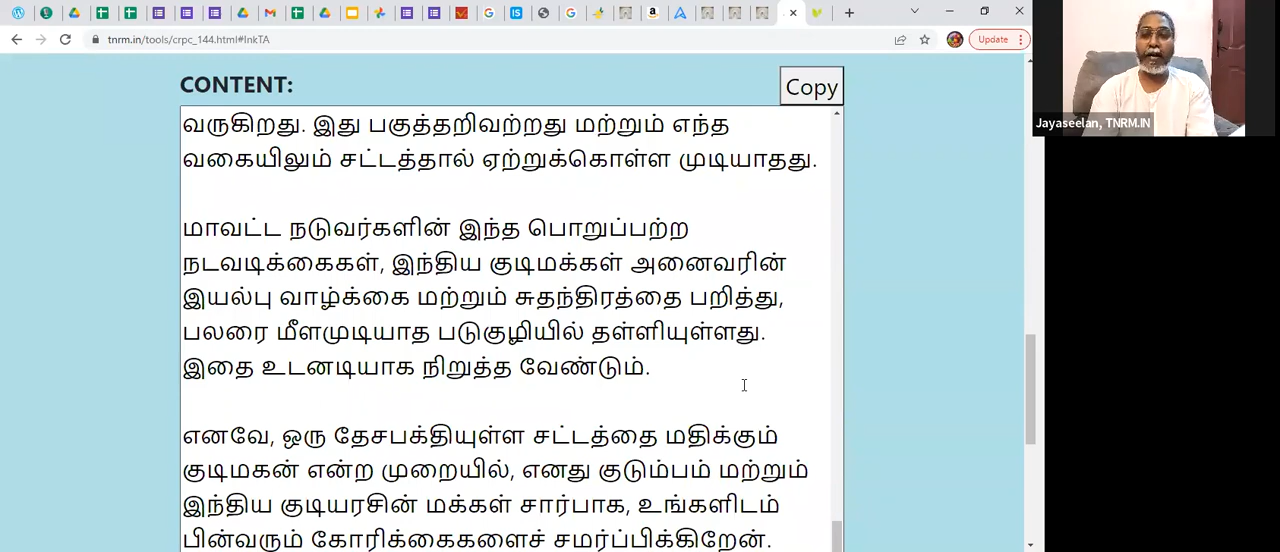 tnrm.in/tools/crpc_144.html#lnkTA
Update
CONTENT:
Copy
வருகிறது. இது பகுத்தறிவற்றது மற்றும் எந்த
வகையிலும் சட்டத்தால் ஏற்றுக்கொள்ள முடியாதது.
மாவட்ட நடுவர்களின் இந்த பொறுப்பற்ற
நடவடிக்கைகள், இந்திய குடிமக்கள் அனைவரின்
இயல்பு வாழ்க்கை மற்றும் சுதந்திரத்தை பறித்து,
பலரை மீளமுடியாத படுகுழியில் தள்ளியுள்ளது.
இதை உடனடியாக நிறுத்த வேண்டும்.
எனவே, ஒரு தேசபக்தியுள்ள சட்டத்தை மதிக்கும்
குடிமகன் என்ற முறையில், எனது குடும்பம் மற்றும்
இந்திய குடியரசின் மக்கள் சார்பாக, உங்களிடம்
பின்வரும் கோரிக்கைகளைச் சமர்ப்பிக்கிறேன்.
Jayaseelan, TNRM.IN